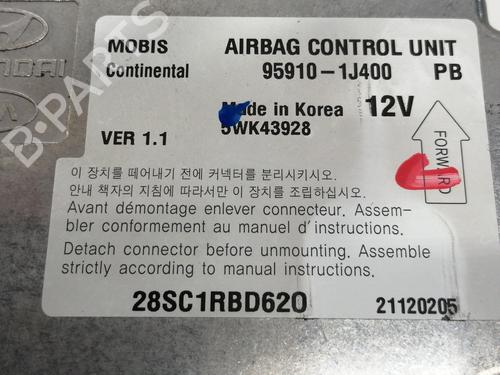 HYUNDAI
MOBIS AIRBAG CONTROL UNIT
Continental 95910-1J400 PB
Made in Korea 12V
VER 1.1 5WK43928
FORWARD
이 장치를 떼어내기 전에 커넥터를 분리시키시오.
안내 책자의 지침에 따라서만 이 장치를 조립하십시오.
Avant démontage enlever connecteur. Assem-
bler conformement au manuel d'instructions.
Detach connector before unmounting. Assemble
strictly according to manual instructions.
28SC1RBD620 21120205
B-PARTS